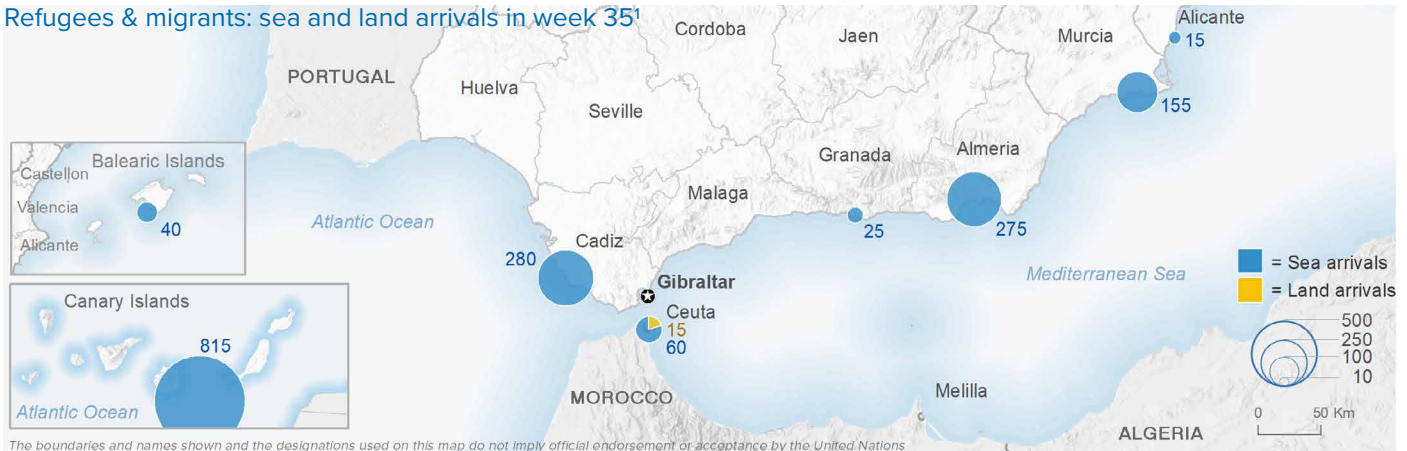 Refugees & migrants: sea and land arrivals in week 35¹
Alicante
15
Cordoba
Jaen
Murcia
155
PORTUGAL
Huelva
Seville
Granada
Almeria
Malaga
25
275
Balearic Islands
Castellon
Valencia
Alicante
40
Atlantic Ocean
280
Cadiz
Gibraltar
Ceuta
15
60
Mediterranean Sea
= Sea arrivals
= Land arrivals
500
250
100
10
0 50 Km
Canary Islands
815
Atlantic Ocean
MOROCCO
Melilla
ALGERIA
The boundaries and names shown and the designations used on this map do not imply official endorsement or acceptance by the United Nations